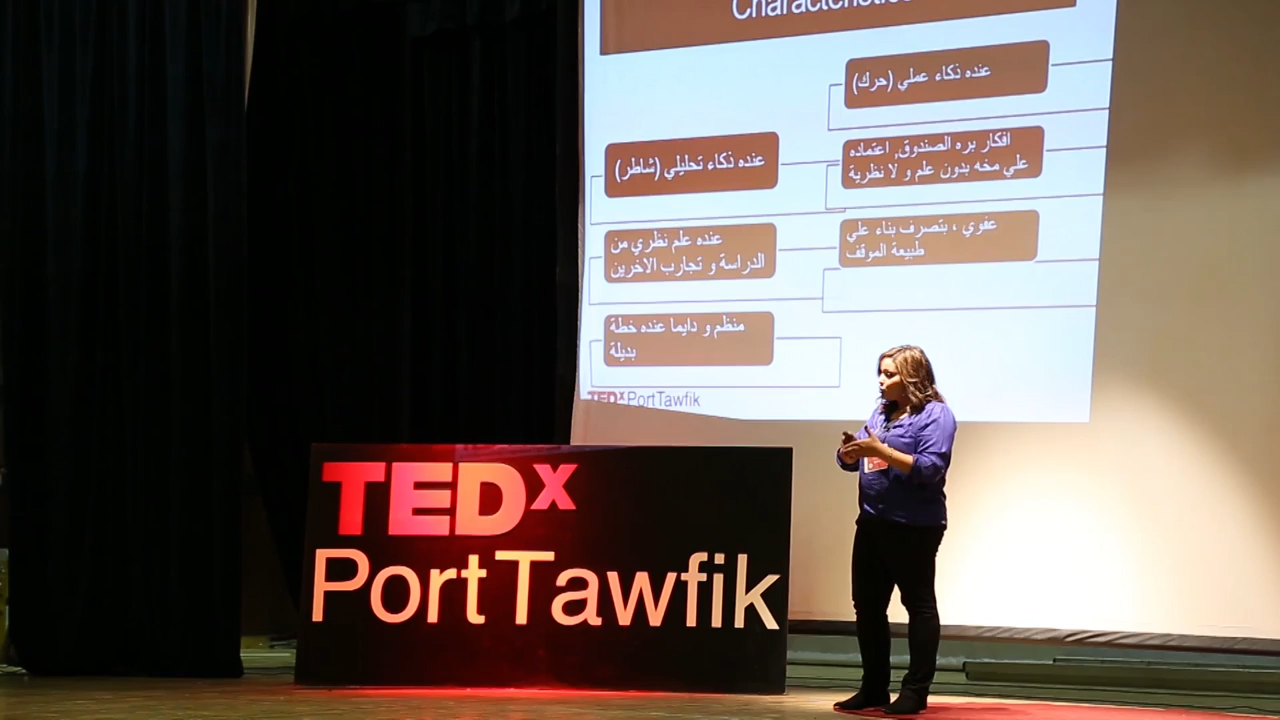 Characteristics
عنده ذكاء عملي (حرك)
افكار بره الصندوق, اعتماده
علي مخه بدون علم و لا نظرية
عفوي ، بتصرف بناء علي
طبيعة الموقف
عنده ذكاء تحليلي (شاطر)
عنده علم نظري من
الدراسة و تجارب الاخرين
منظم و دايما عنده خطة
بديلة
TEDxPortTawfik
TEDx
PortTawfik